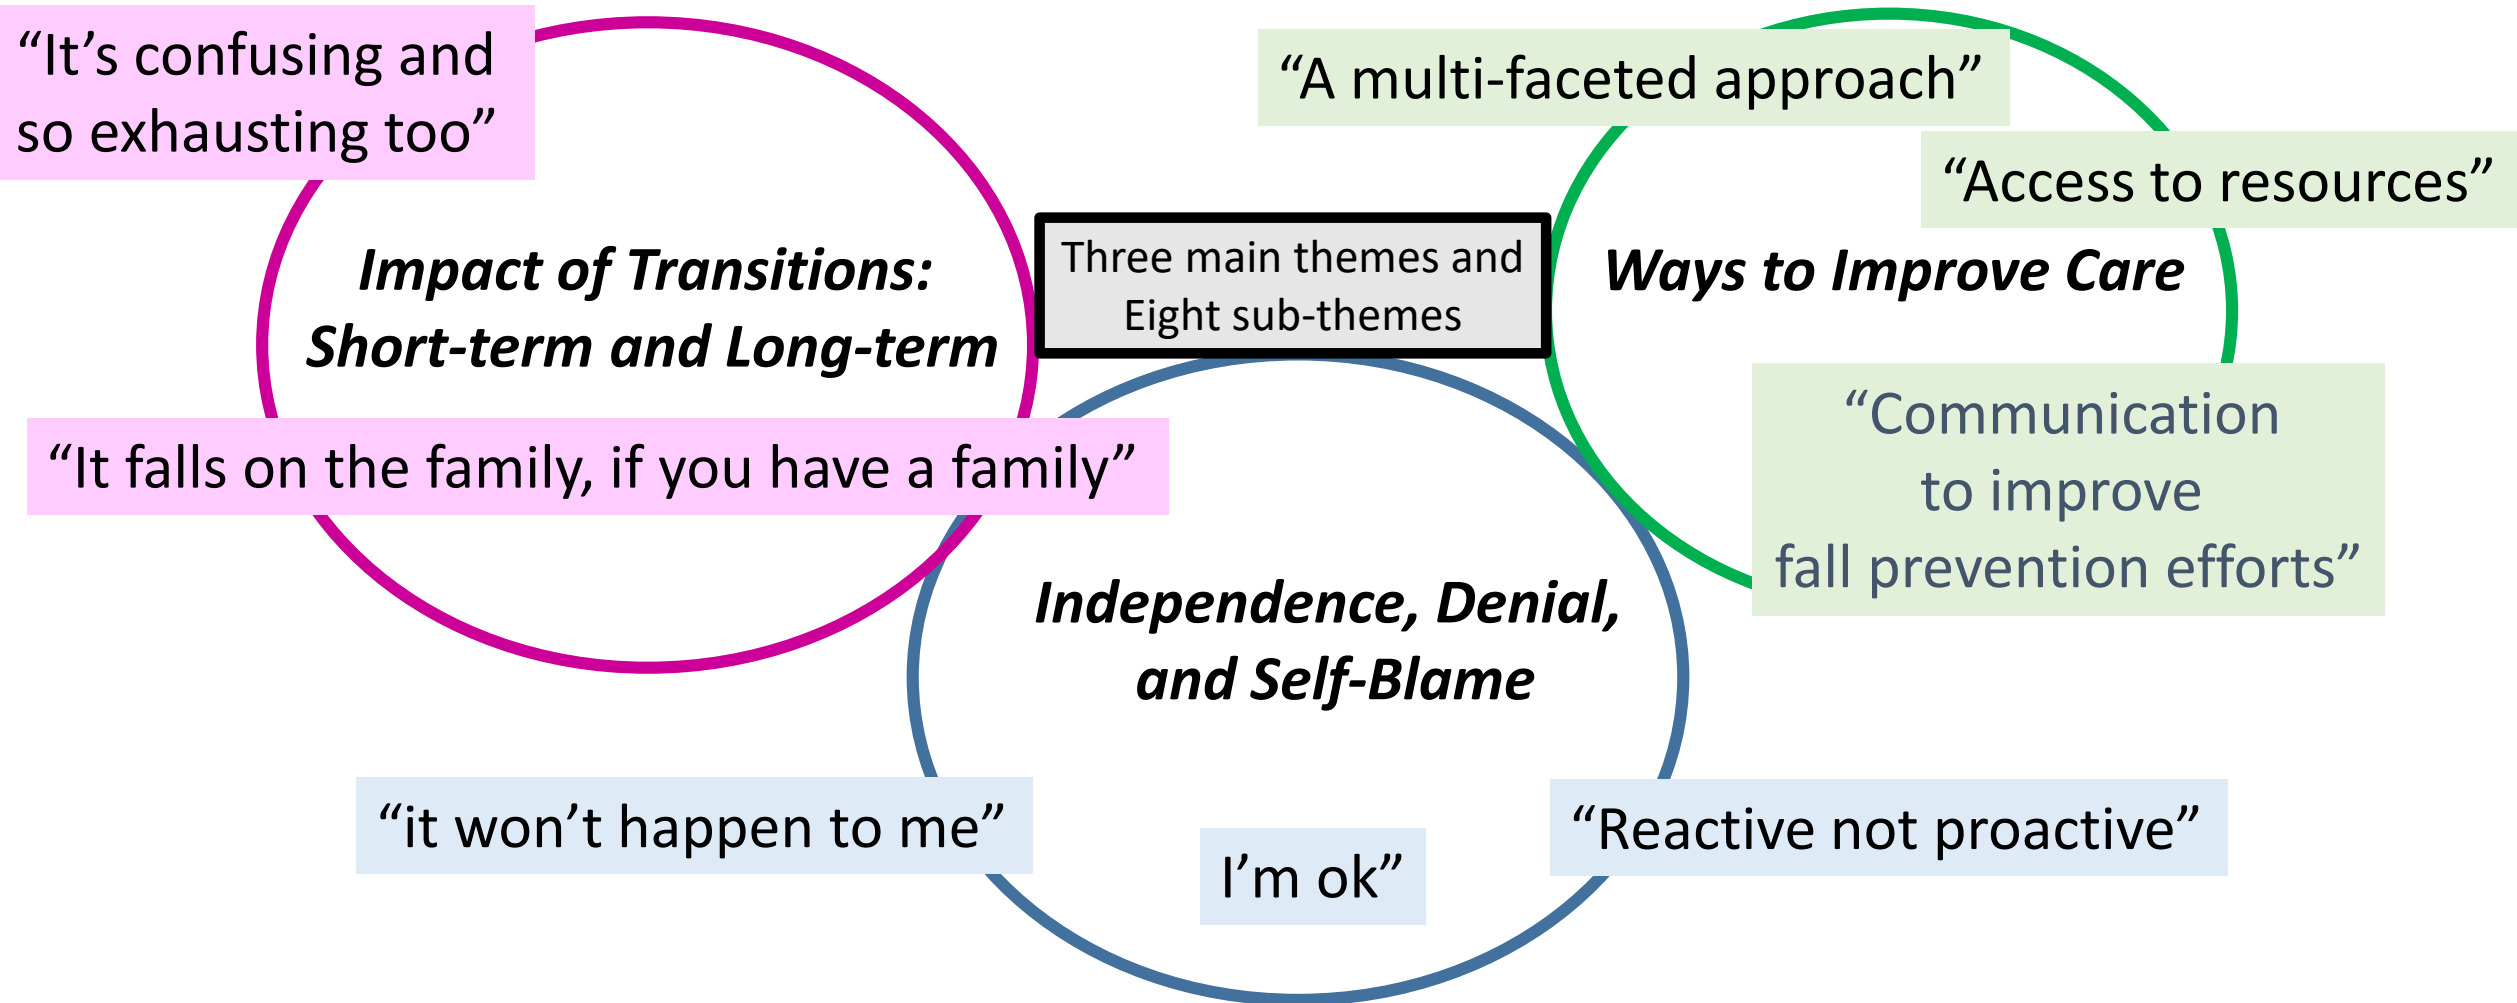 “It’s confusing and
so exhausting too”
Impact of Transitions:
Short-term and Long-term
“It falls on the family, if you have a family”
Three main themes and
Eight sub-themes
“A multi-faceted approach”
“Access to resources”
Ways to Improve Care
“Communication
to improve
fall prevention efforts”
Independence, Denial,
and Self-Blame
“it won’t happen to me”
I’m ok”
“Reactive not proactive”